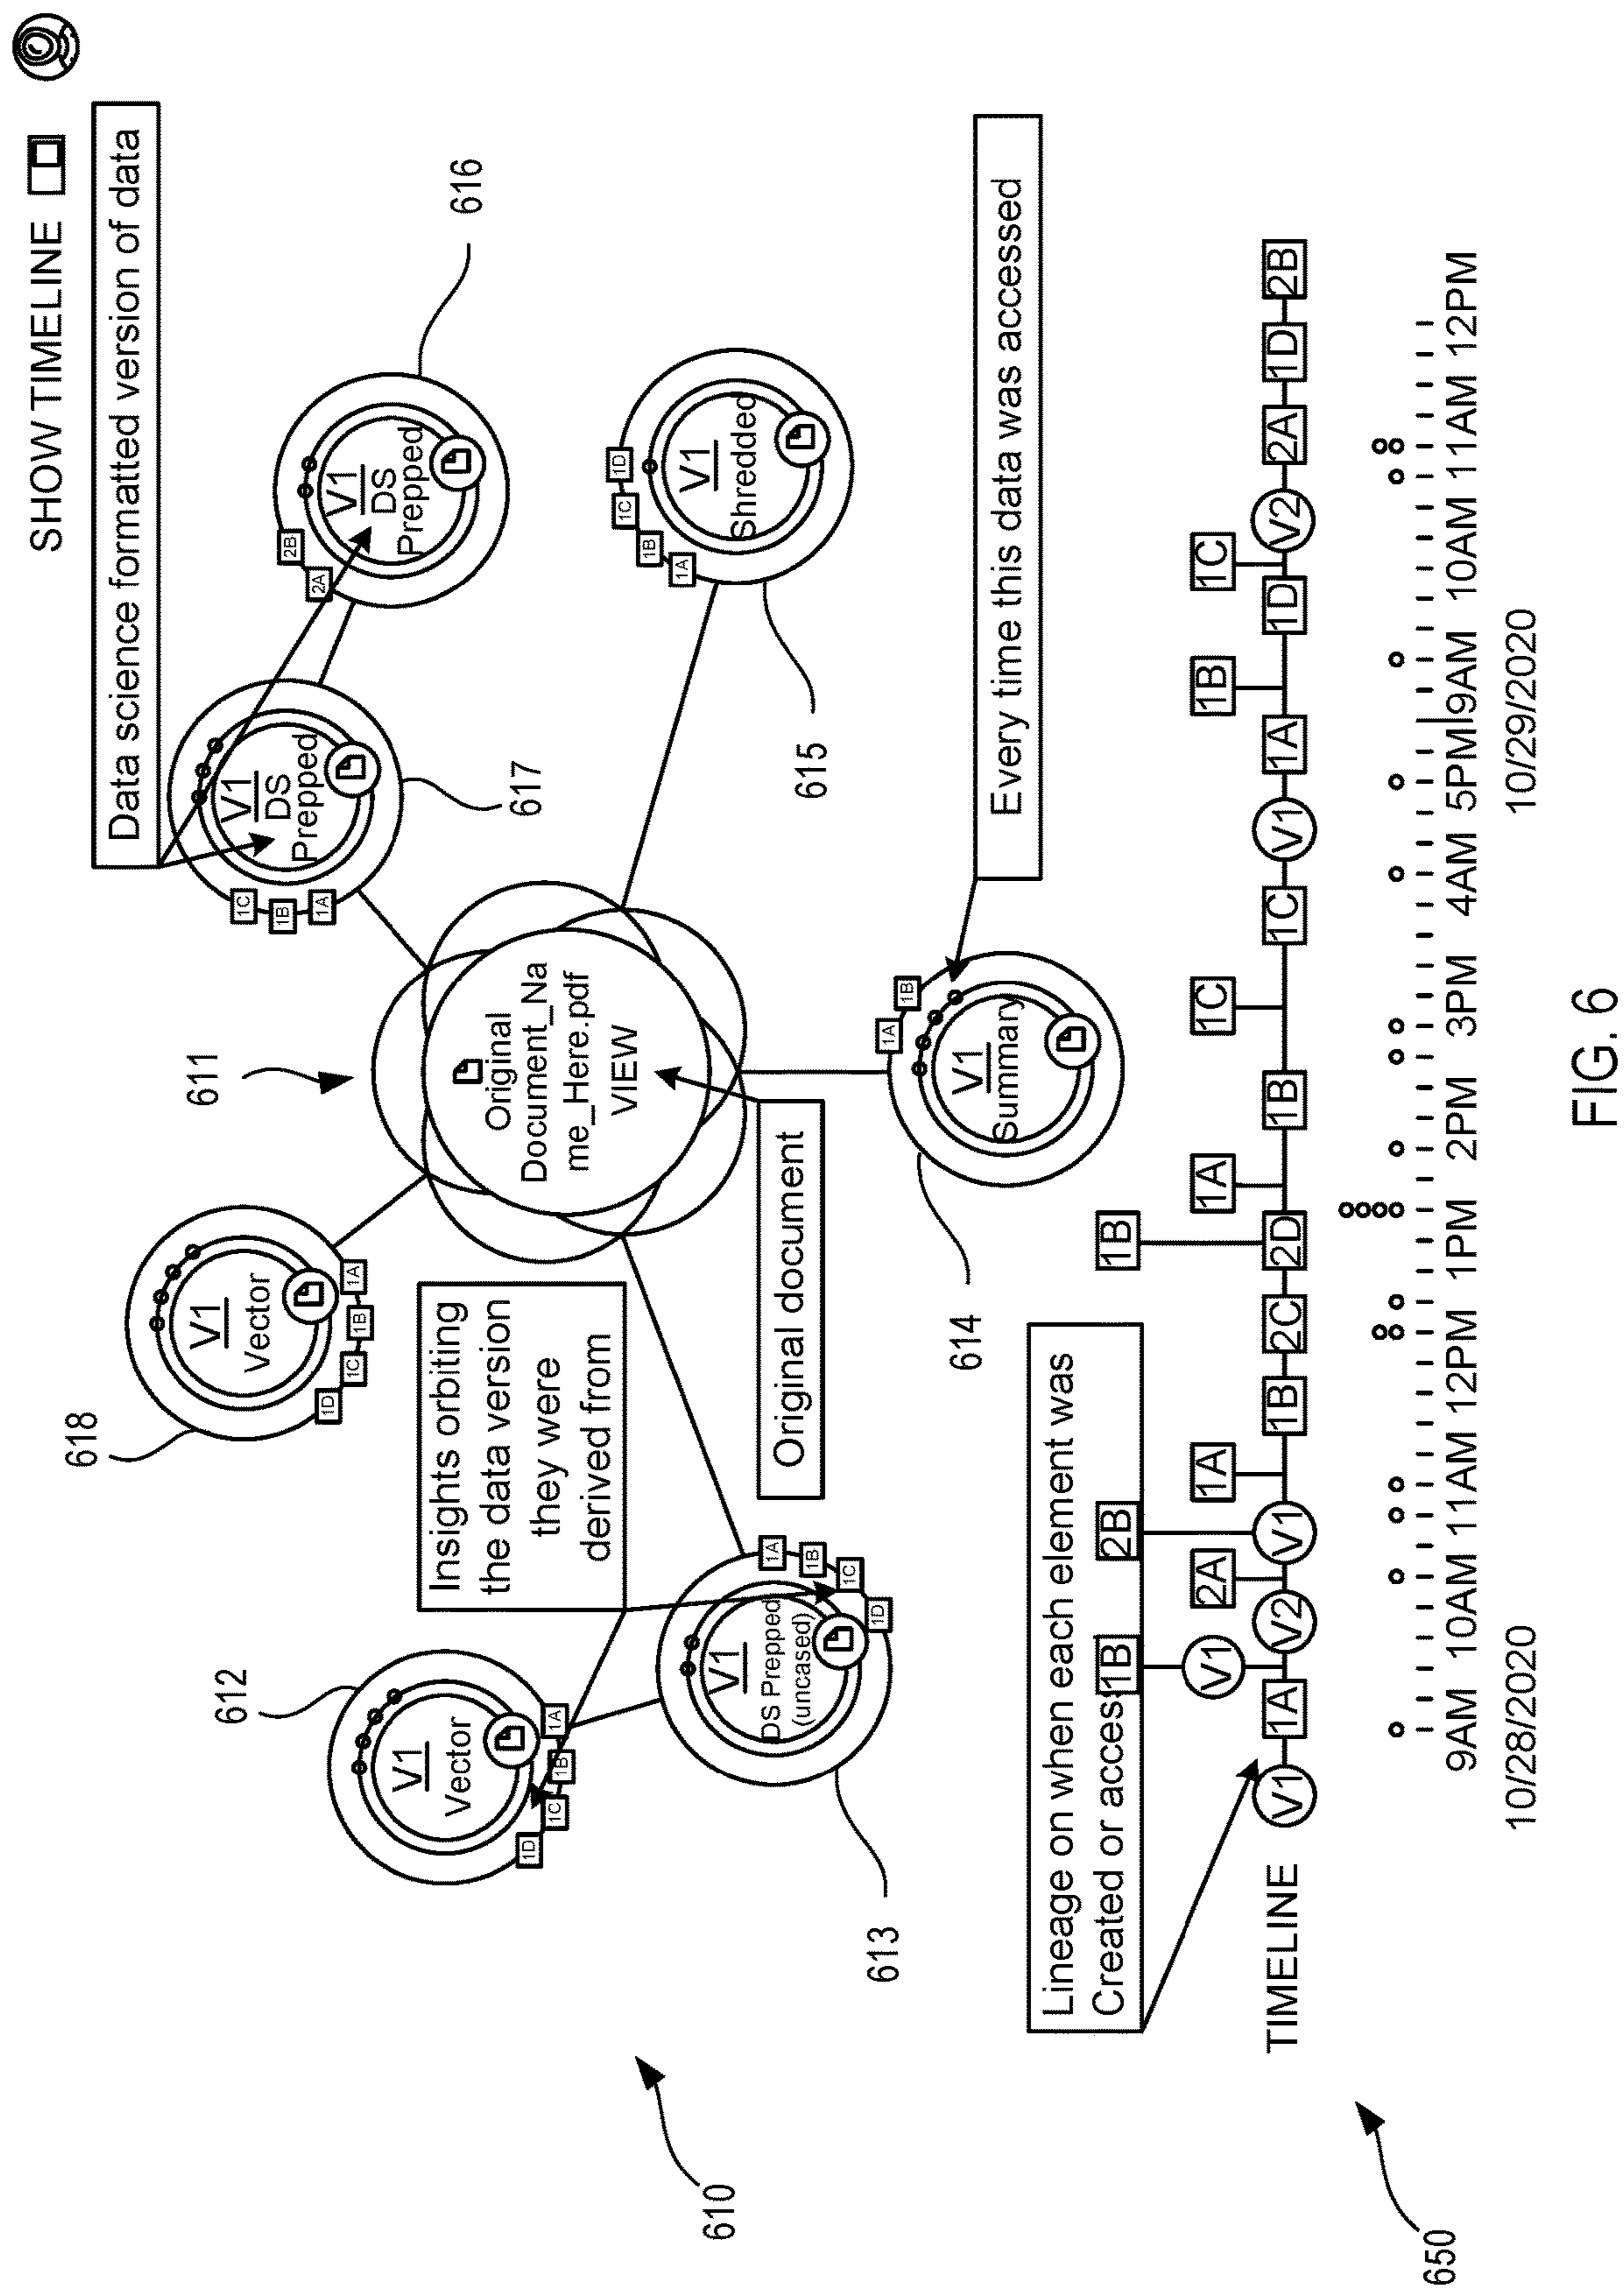 SHOW TIMELINE
Data science formatted version of data
618
V1
Vector
1A
1B
1C
1D
617
V1
DS
Prepped
1C
1B
1A
616
V1
DS
Prepped
2B
2A
612
V1
Vector
1A
1B
1C
1D
Insights orbiting
the data version
they were
derived from
611
Original
Document_Na
me_Here.pdf
VIEW
615
V1
Shredded
1D
1C
1B
1A
613
V1
DS Prepped
(uncased)
1A
1B
1C
1D
Original document
614
V1
Summary
1A
1B
Every time this data was accessed
610
Lineage on when each element was
Created or access
1B
2B
1B
V1
2A
1A
1A
1C
1B
1C
TIMELINE
V1
1A
V2
V1
1B
2C
2D
1B
1C
V1
1A
1D
V2
2A
1D
2B
9AM
10AM
11AM
12PM
1PM
2PM
3PM
4AM
5PM
9AM
10AM
11AM
12PM
10/28/2020
10/29/2020
650
FIG. 6